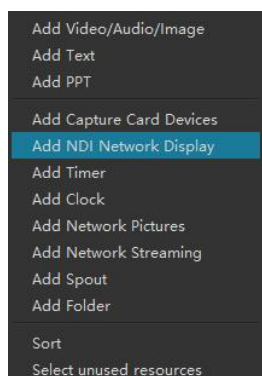 Add Video/Audio/Image
Add Text
Add PPT
Add Capture Card Devices
Add NDI Network Display
Add Timer
Add Clock
Add Network Pictures
Add Network Streaming
Add Spout
Add Folder
Sort
Select unused resources